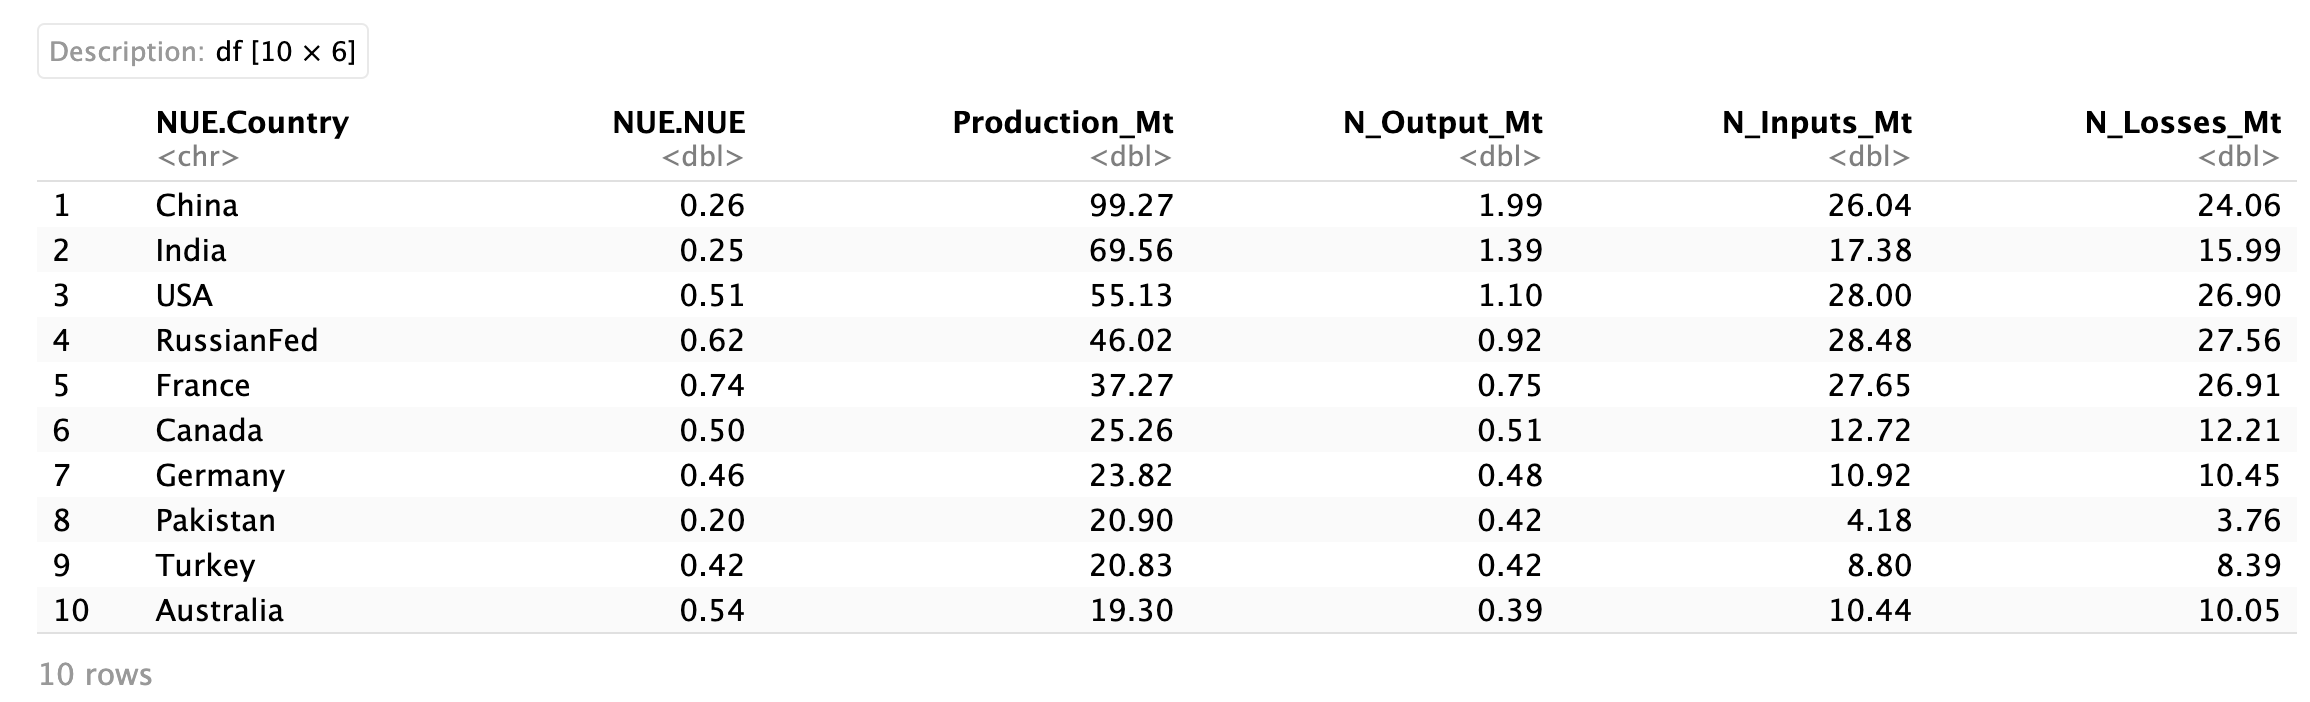 Description: df [10 × 6]
NUE.Country NUE.NUE Production_Mt N_Output_Mt N_Inputs_Mt N_Losses_Mt
<chr> <dbl> <dbl> <dbl> <dbl> <dbl>
1 China 0.26 99.27 1.99 26.04 24.06
2 India 0.25 69.56 1.39 17.38 15.99
3 USA 0.51 55.13 1.10 28.00 26.90
4 RussianFed 0.62 46.02 0.92 28.48 27.56
5 France 0.74 37.27 0.75 27.65 26.91
6 Canada 0.50 25.26 0.51 12.72 12.21
7 Germany 0.46 23.82 0.48 10.92 10.45
8 Pakistan 0.20 20.90 0.42 4.18 3.76
9 Turkey 0.42 20.83 0.42 8.80 8.39
10 Australia 0.54 19.30 0.39 10.44 10.05
10 rows